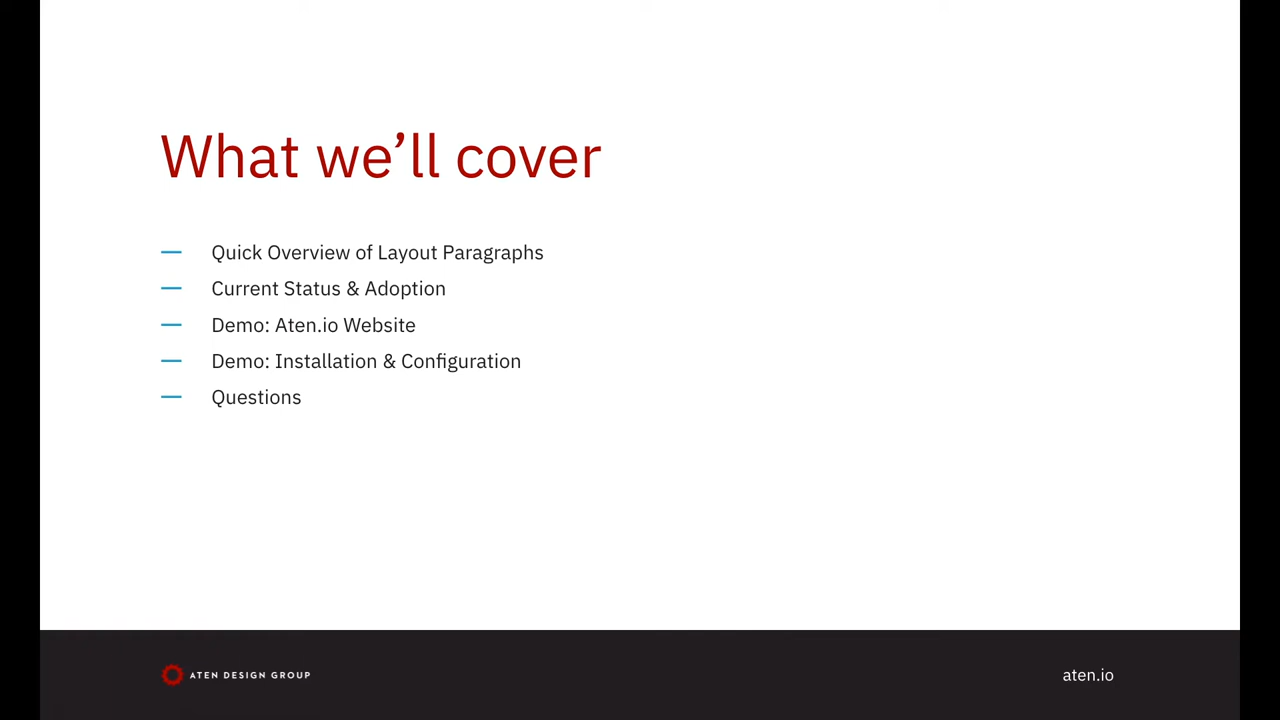 What we’ll cover
— Quick Overview of Layout Paragraphs
— Current Status & Adoption
— Demo: Aten.io Website
— Demo: Installation & Configuration
— Questions
ATEN DESIGN GROUP
aten.io